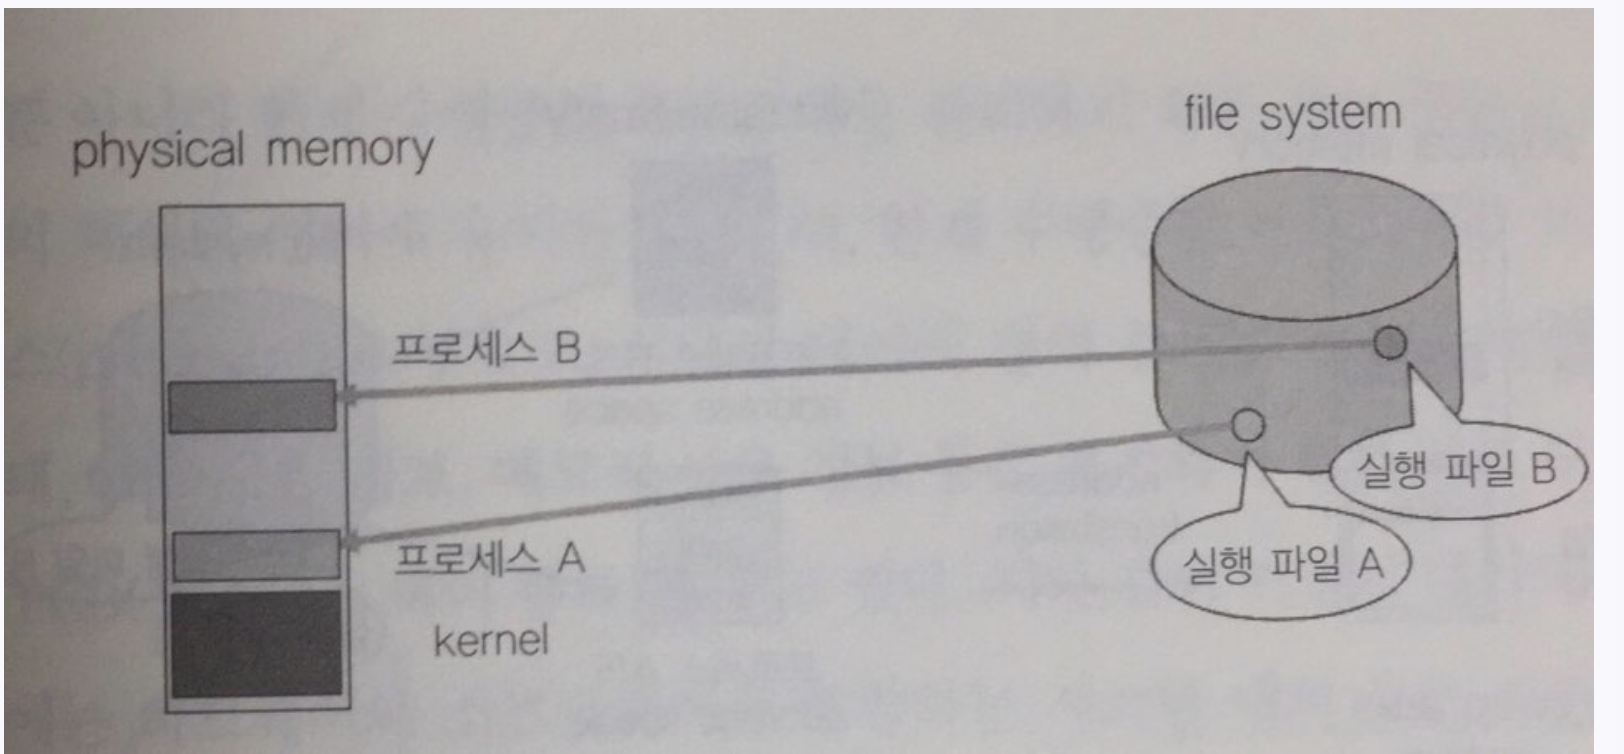 physical memory
file system
프로세스 B
실행 파일 B
프로세스 A
실행 파일 A
kernel